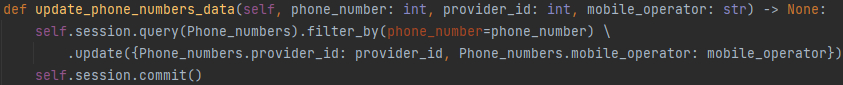 def update_phone_numbers_data(self, phone_number: int, provider_id: int, mobile_operator: str) -> None:
    self.session.query(Phone_numbers).filter_by(phone_number=phone_number) \
        .update({Phone_numbers.provider_id: provider_id, Phone_numbers.mobile_operator: mobile_operator})
    self.session.commit()